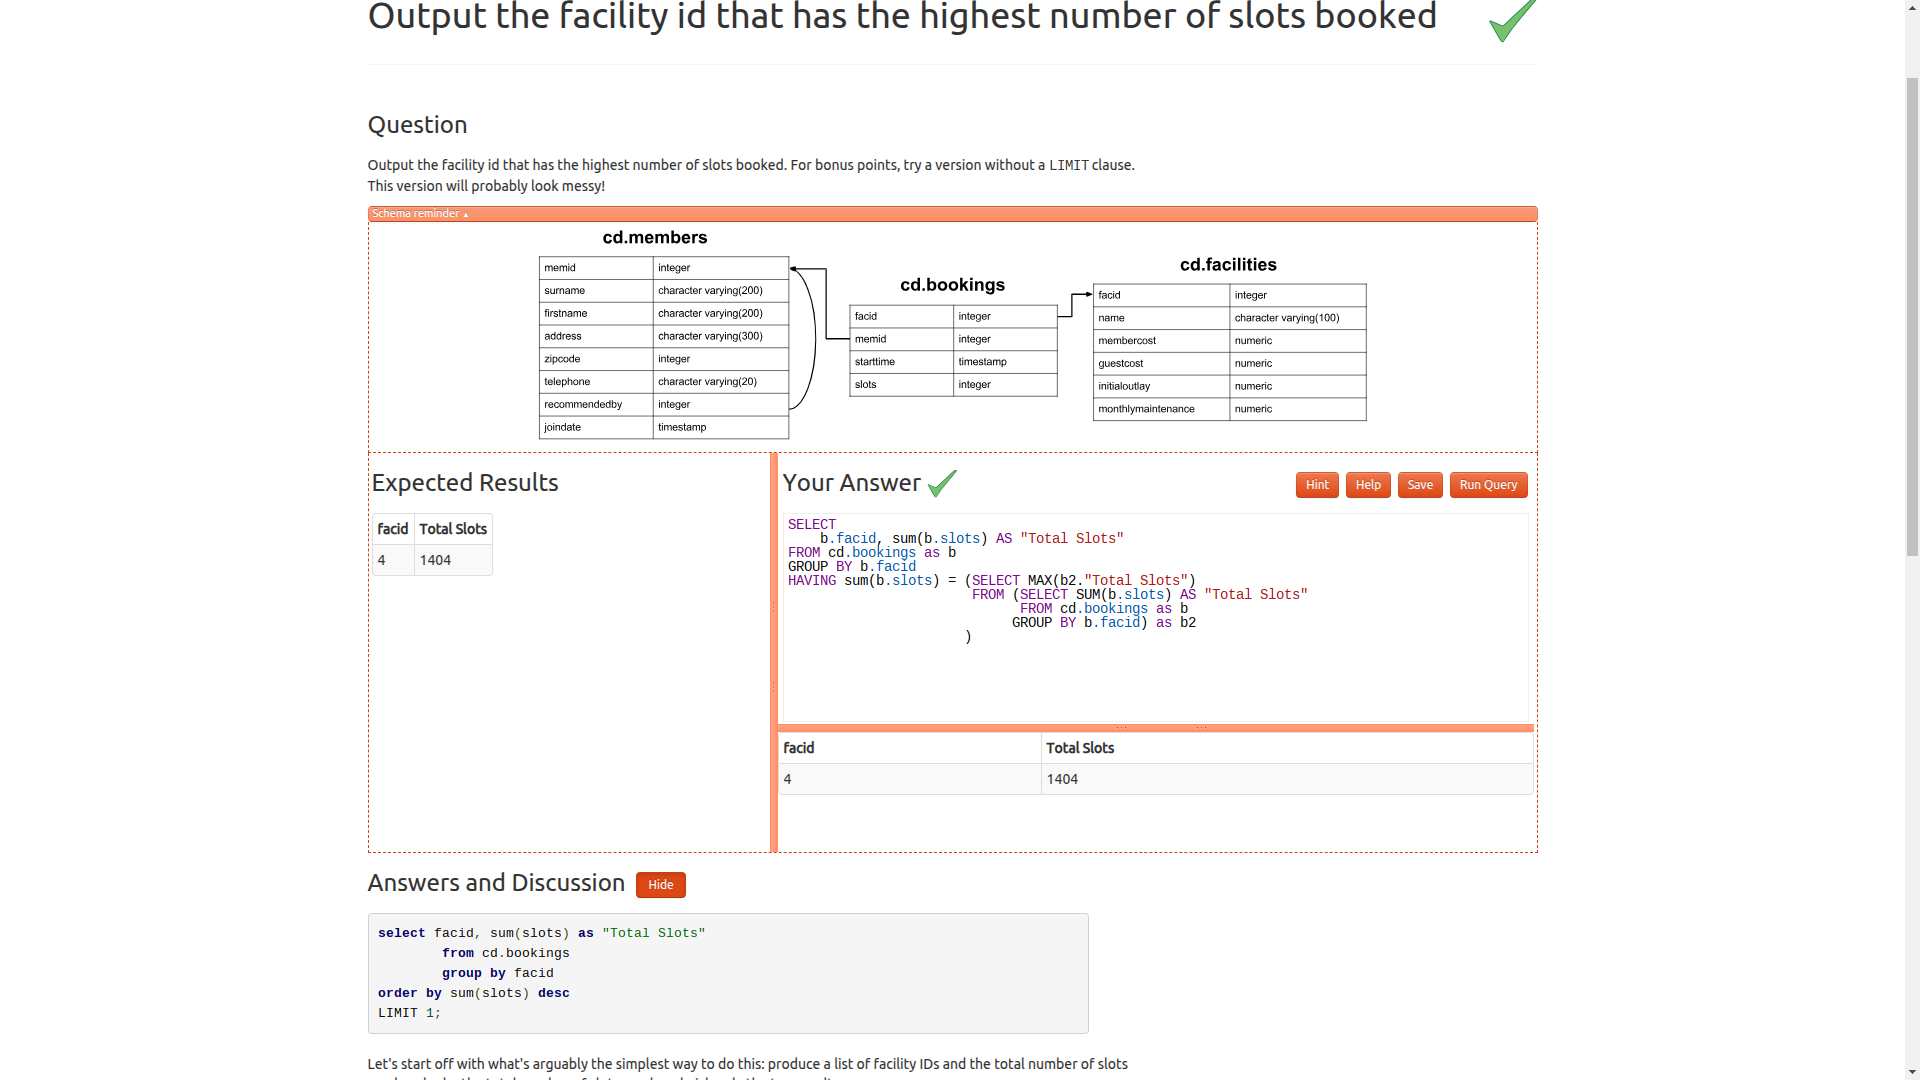 Output the facility id that has the highest number of slots booked
Question
Output the facility id that has the highest number of slots booked. For bonus points, try a version without a LIMIT clause.
This version will probably look messy!
Schema reminder ▴
cd.members
memid integer
surname character varying(200)
firstname character varying(200)
address character varying(300)
zipcode integer
telephone character varying(20)
recommendedby integer
joindate timestamp
cd.bookings
facid integer
memid integer
starttime timestamp
slots integer
cd.facilities
facid integer
name character varying(100)
membercost numeric
guestcost numeric
initialoutlay numeric
monthlymaintenance numeric
Expected Results
facid Total Slots
4 1404
Your Answer
Hint Help Save Run Query
SELECT
b.facid, sum(b.slots) AS "Total Slots"
FROM cd.bookings as b
GROUP BY b.facid
HAVING sum(b.slots) = (SELECT MAX(b2."Total Slots")
FROM (SELECT SUM(b.slots) AS "Total Slots"
FROM cd.bookings as b
GROUP BY b.facid) as b2
)
facid Total Slots
4 1404
Answers and Discussion Hide
select facid, sum(slots) as "Total Slots"
from cd.bookings
group by facid
order by sum(slots) desc
LIMIT 1;
Let's start off with what's arguably the simplest way to do this: produce a list of facility IDs and the total number of slots